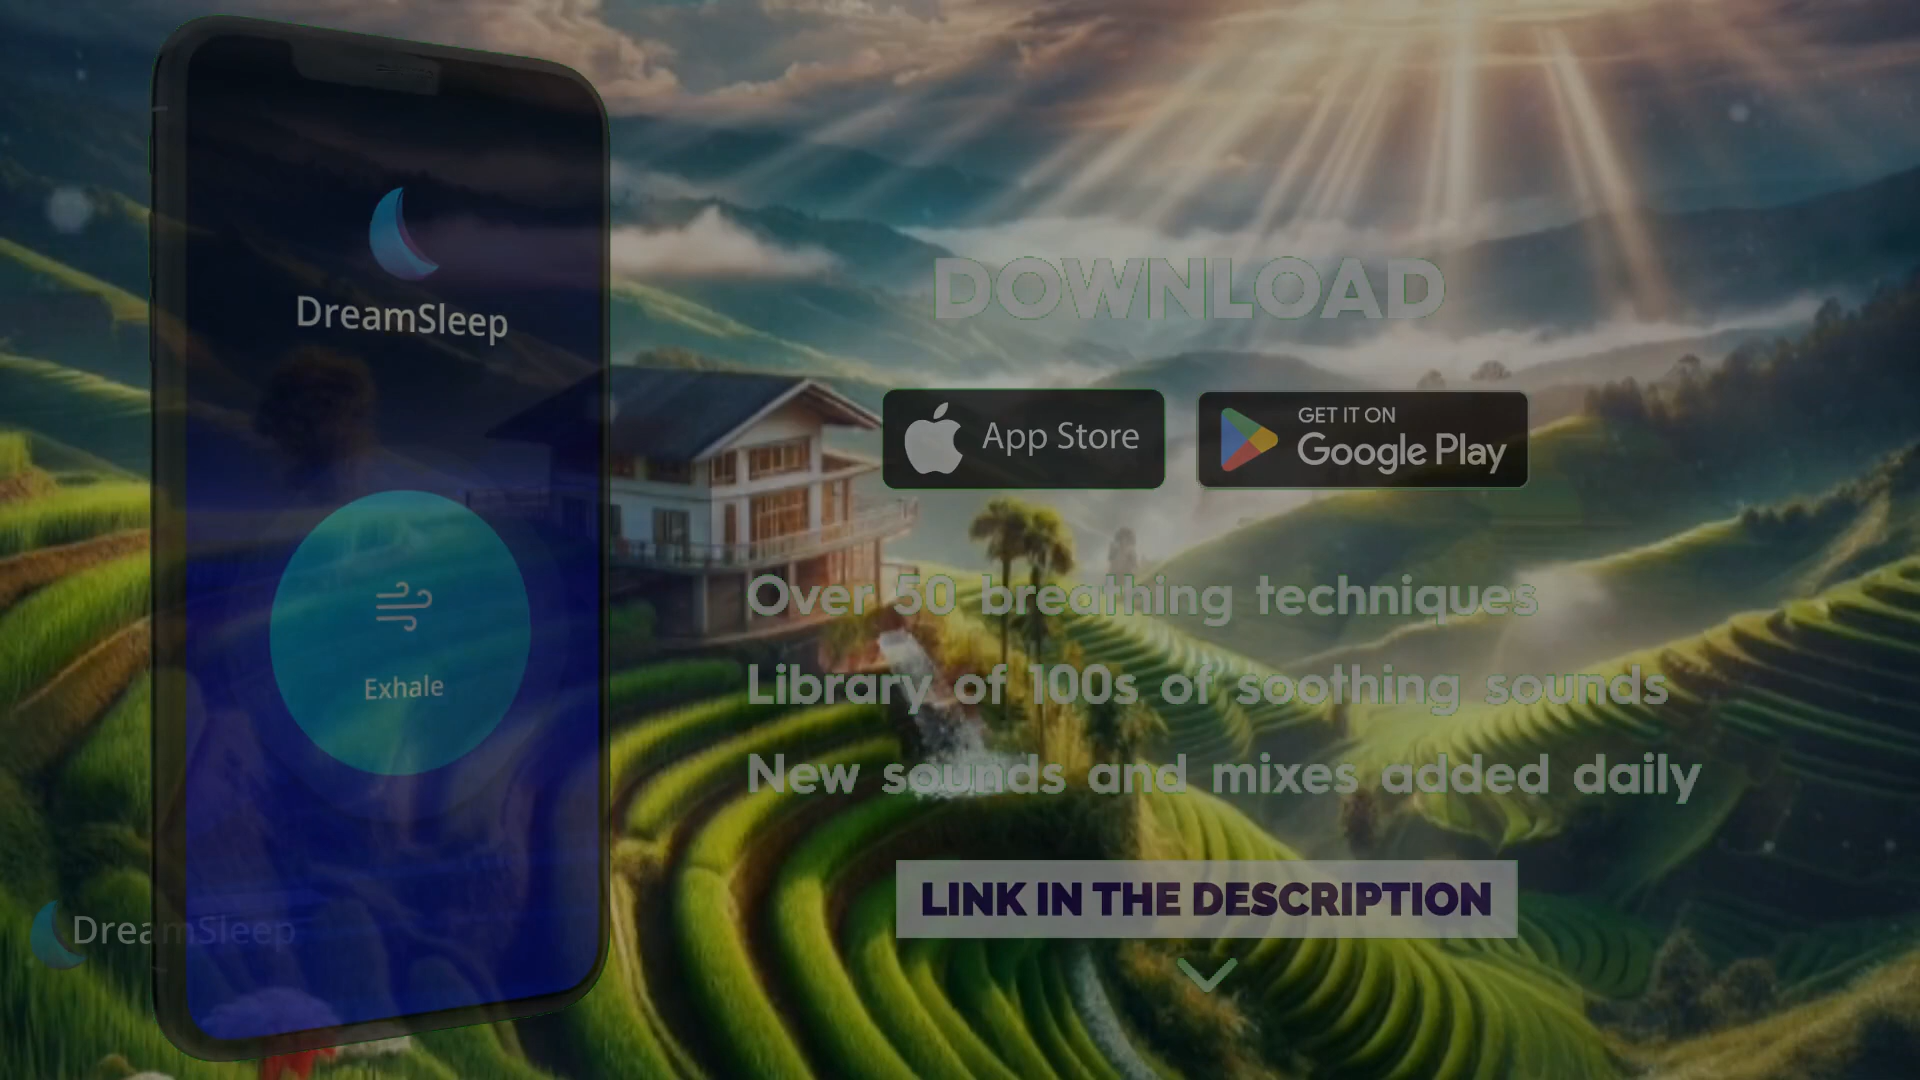 DreamSleep
Exhale
DOWNLOAD
App Store
GET IT ON
Google Play
Over 50 breathing techniques
Library of 100s of soothing sounds
New sounds and mixes added daily
LINK IN THE DESCRIPTION
DreamSleep